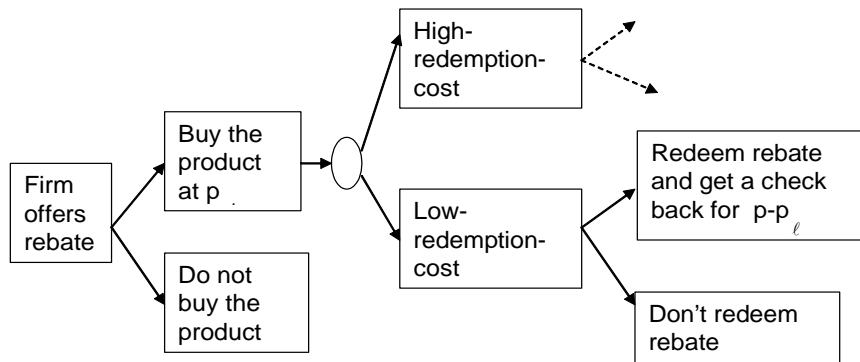 Firm
offers
rebate
Buy the
product
at p .
Do not
buy the
product
High-
redemption-
cost
Low-
redemption-
cost
Redeem rebate
and get a check
back for p-pℓ
Don’t redeem
rebate